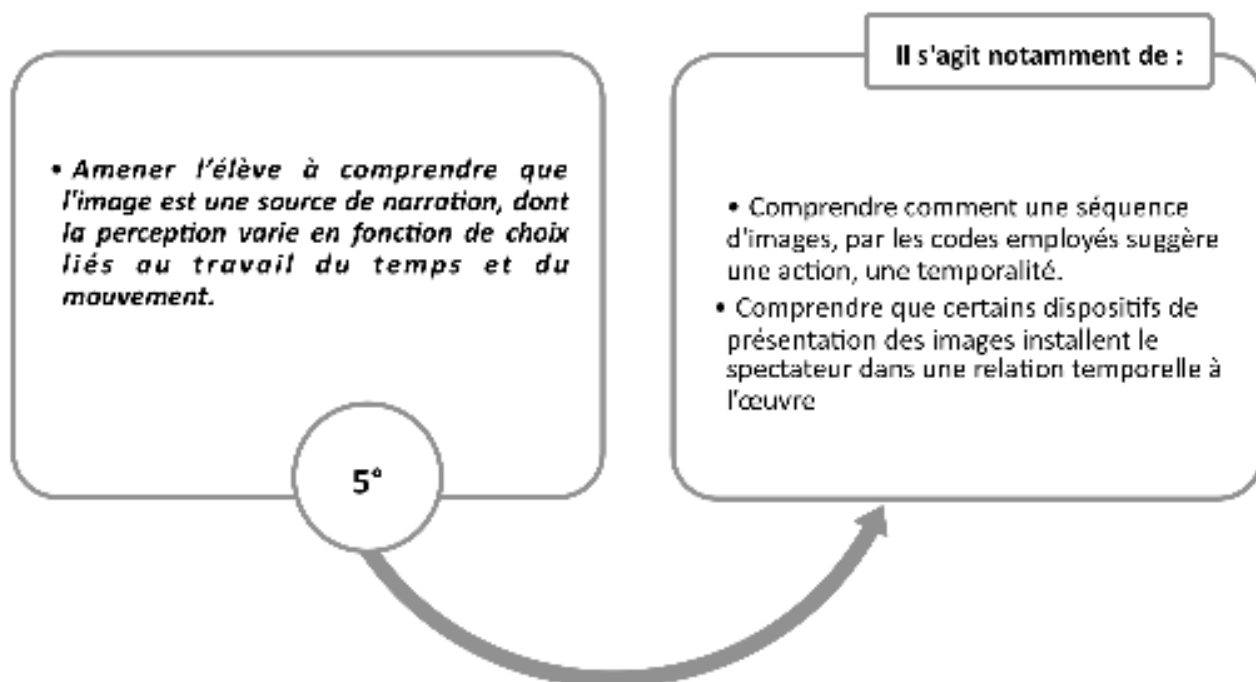 • Amener l'élève à comprendre que
l'image est une source de narration, dont
la perception varie en fonction de choix
liés au travail du temps et du
mouvement.
5°
Il s'agit notamment de :
• Comprendre comment une séquence
d'images, par les codes employés suggère
une action, une temporalité.
• Comprendre que certains dispositifs de
présentation des images installent le
spectateur dans une relation temporelle à
l'œuvre